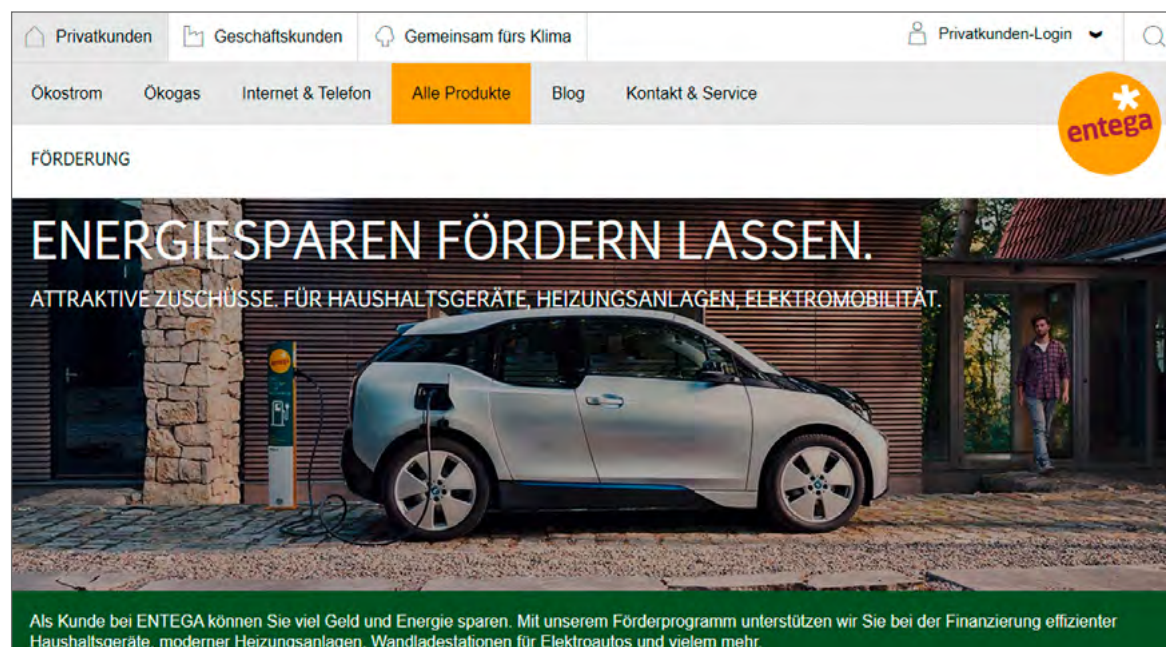 Privatkunden
Geschäftskunden
Gemeinsam fürs Klima
Privatkunden-Login
Ökostrom
Ökogas
Internet & Telefon
Alle Produkte
Blog
Kontakt & Service
entega
FÖRDERUNG
ENERGIESPAREN FÖRDERN LASSEN.
ATTRAKTIVE ZUSCHÜSSE. FÜR HAUSHALTSGERÄTE, HEIZUNGSANLAGEN, ELEKTROMOBILITÄT.
entega
Als Kunde bei ENTEGA können Sie viel Geld und Energie sparen. Mit unserem Förderprogramm unterstützen wir Sie bei der Finanzierung effizienter
Haushaltsgeräte, moderner Heizungsanlagen, Wandladestationen für Elektroautos und vielem mehr.